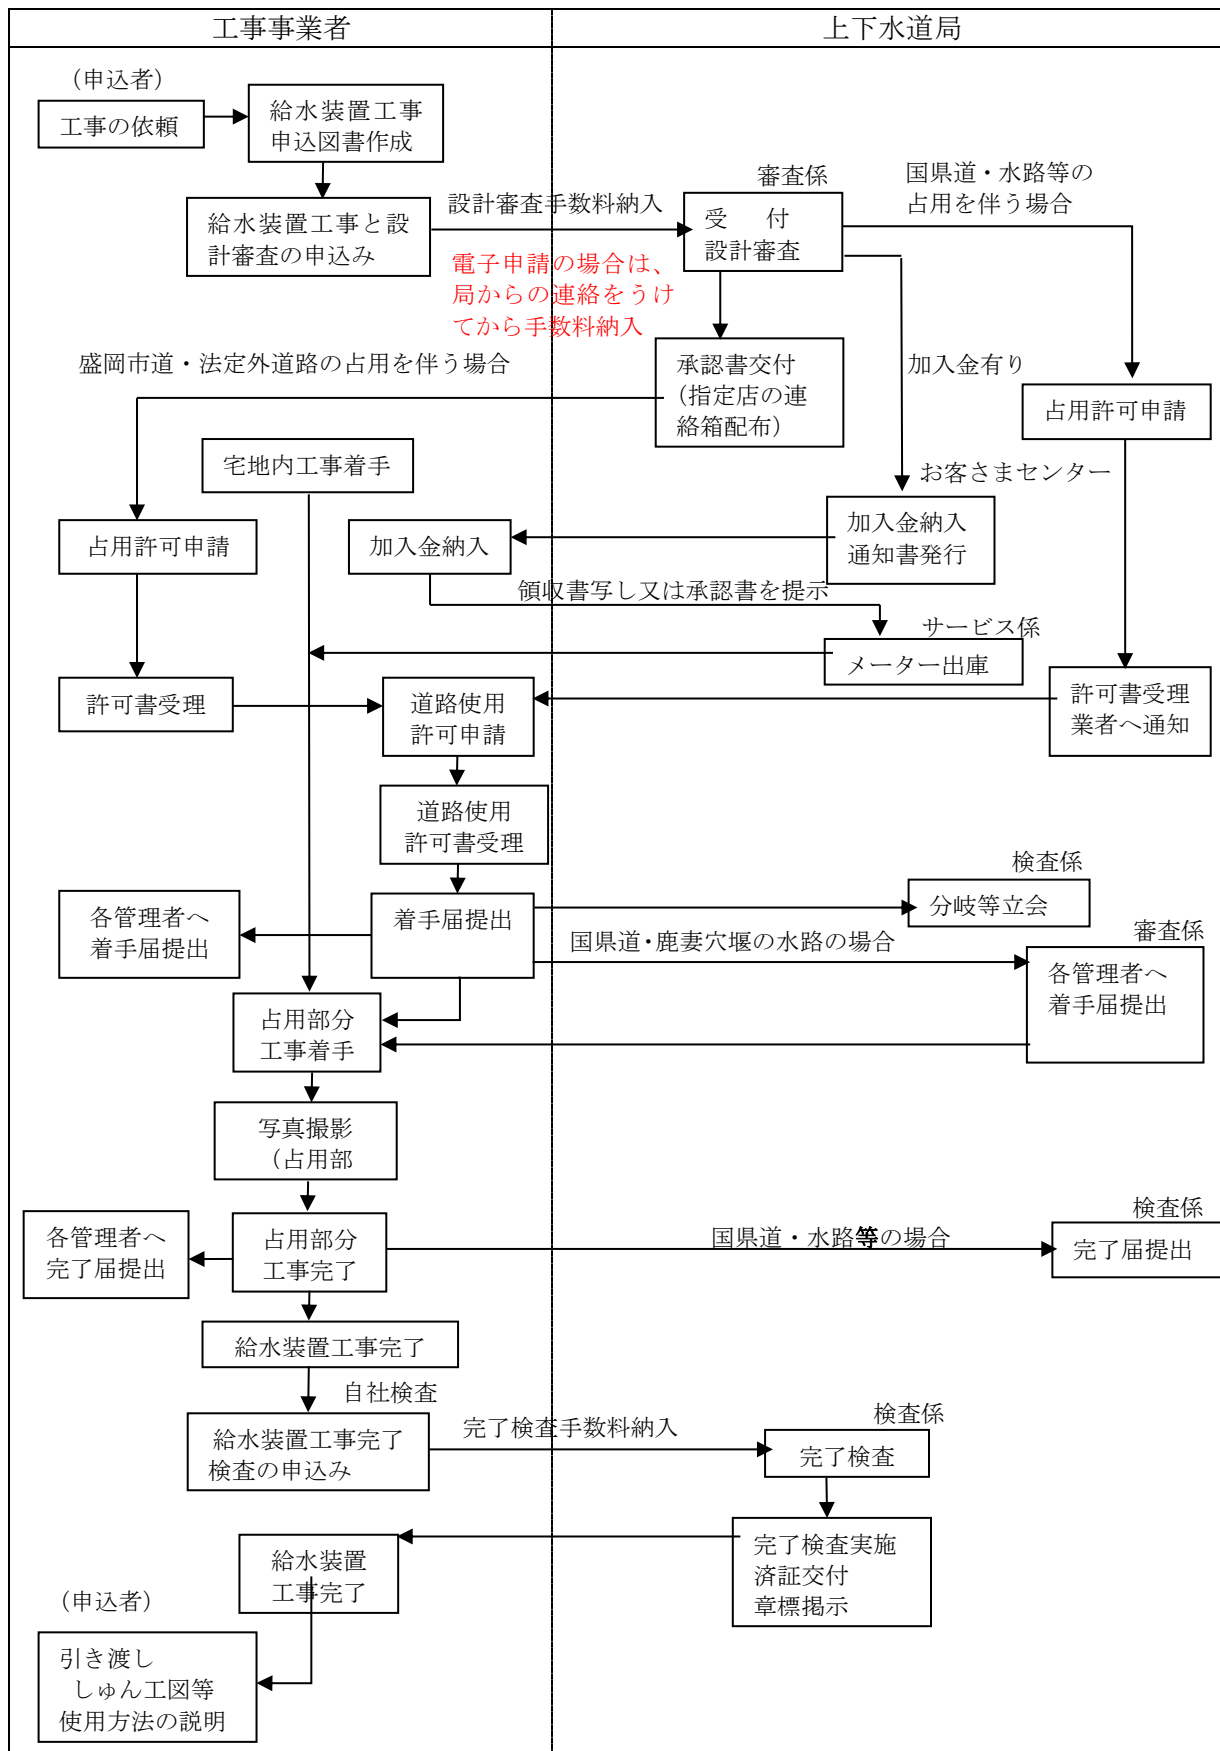 工事事業者
上下水道局
(申込者)
工事の依頼
給水装置工事
申込図書作成
給水装置工事と設
計審査の申込み
設計審査手数料納入
電子申請の場合は、
局からの連絡をうけ
てから手数料納入
審査係
受　付
設計審査
国県道・水路等の
占用を伴う場合
盛岡市道・法定外道路の占用を伴う場合
承認書交付
(指定店の連
絡箱配布)
加入金有り
占用許可申請
宅地内工事着手
お客さまセンター
占用許可申請
加入金納入
加入金納入
通知書発行
領収書写し又は承認書を提示
サービス係
メーター出庫
許可書受理
道路使用
許可申請
許可書受理
業者へ通知
道路使用
許可書受理
検査係
分岐等立会
各管理者へ
着手届提出
着手届提出
国県道・鹿妻穴堰の水路の場合
審査係
各管理者へ
着手届提出
占用部分
工事着手
写真撮影
(占用部
各管理者へ
完了届提出
占用部分
工事完了
国県道・水路等の場合
検査係
完了届提出
給水装置工事完了
自社検査
給水装置工事完了
検査の申込み
完了検査手数料納入
検査係
完了検査
給水装置
工事完了
完了検査実施
済証交付
章標掲示
(申込者)
引き渡し
しゅん工図等
使用方法の説明